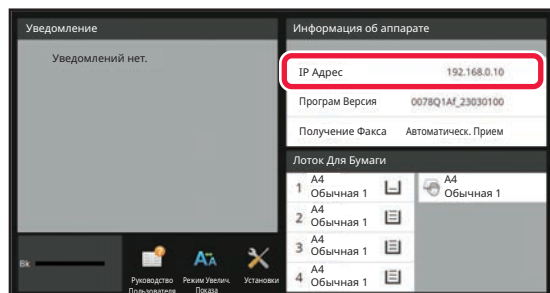 Уведомление
Уведомлений нет.
Информация об аппарате
IP Адрес 192.168.0.10
Програм Версия 0078Q1Af_23030100
Получение Факса Автоматическ. Прием
Лоток Для Бумаги
1 A4
Обычная 1
A4
Обычная 1
2 A4
Обычная 1
3 A4
Обычная 1
4 A4
Обычная 1
Bk
Руководство
Пользователя
Режим Увелич.
Показа
Установки